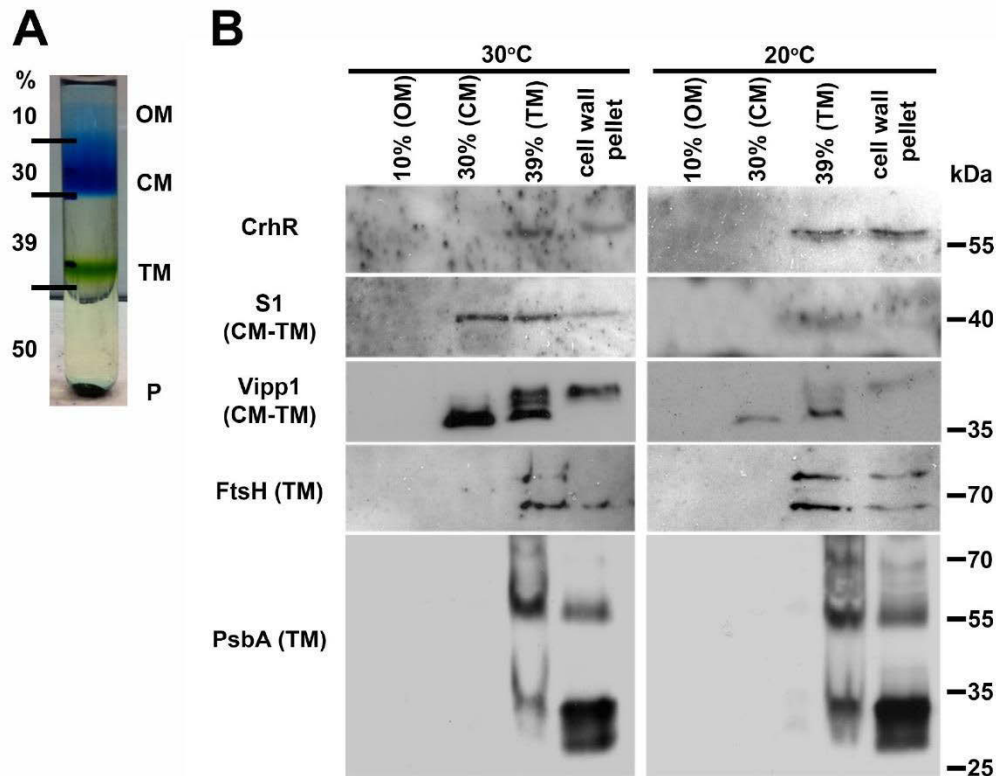 A
%
10
OM
30
CM
39
TM
50
P
B
30°C
20°C
10% (OM)
30% (CM)
39% (TM)
cell wall
pellet
10% (OM)
30% (CM)
39% (TM)
cell wall
pellet
kDa
CrhR
55
S1
(CM-TM)
40
Vipp1
(CM-TM)
35
FtsH (TM)
70
PsbA (TM)
70
55
35
25